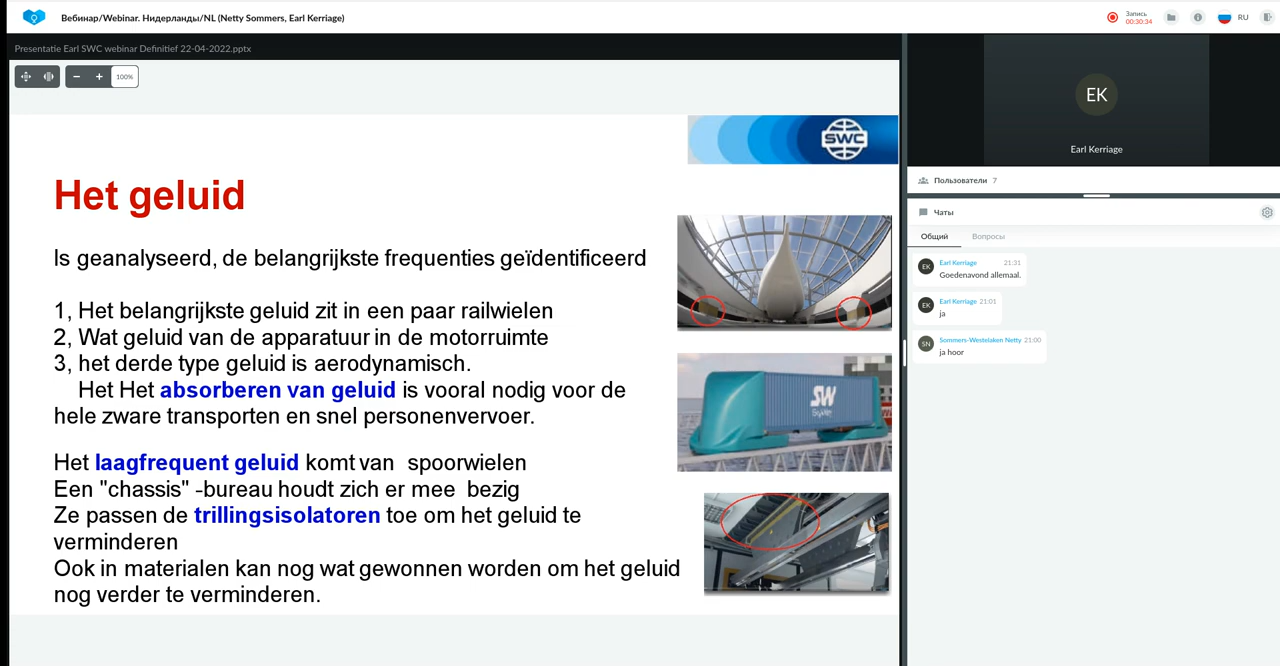 Вебинар/Webinar. Нидерланды/NL (Netty Sommers, Earl Kerriage)
Запись
00:30:34
RU
Presentatie Earl SWC webinar Definitief 22-04-2022.pptx
100%
SWC
Het geluid
Is geanalyseerd, de belangrijkste frequenties geïdentificeerd
1, Het belangrijkste geluid zit in een paar railwielen
2, Wat geluid van de apparatuur in de motorruimte
3, het derde type geluid is aerodynamisch.
Het Het absorberen van geluid is vooral nodig voor de
hele zware transporten en snel personenvervoer.
Het laagfrequent geluid komt van spoorwielen
Een "chassis" -bureau houdt zich er mee bezig
Ze passen de trillingsisolatoren toe om het geluid te
verminderen
Ook in materialen kan nog wat gewonnen worden om het geluid
nog verder te verminderen.
SW
EK
Earl Kerriage
Пользователи 7
Чаты
Общий Вопросы
EK Earl Kerriage 21:31
Goedenavond allemaal.
EK Earl Kerriage 21:01
ja
SN Sommers-Westelaken Netty 21:00
ja hoor